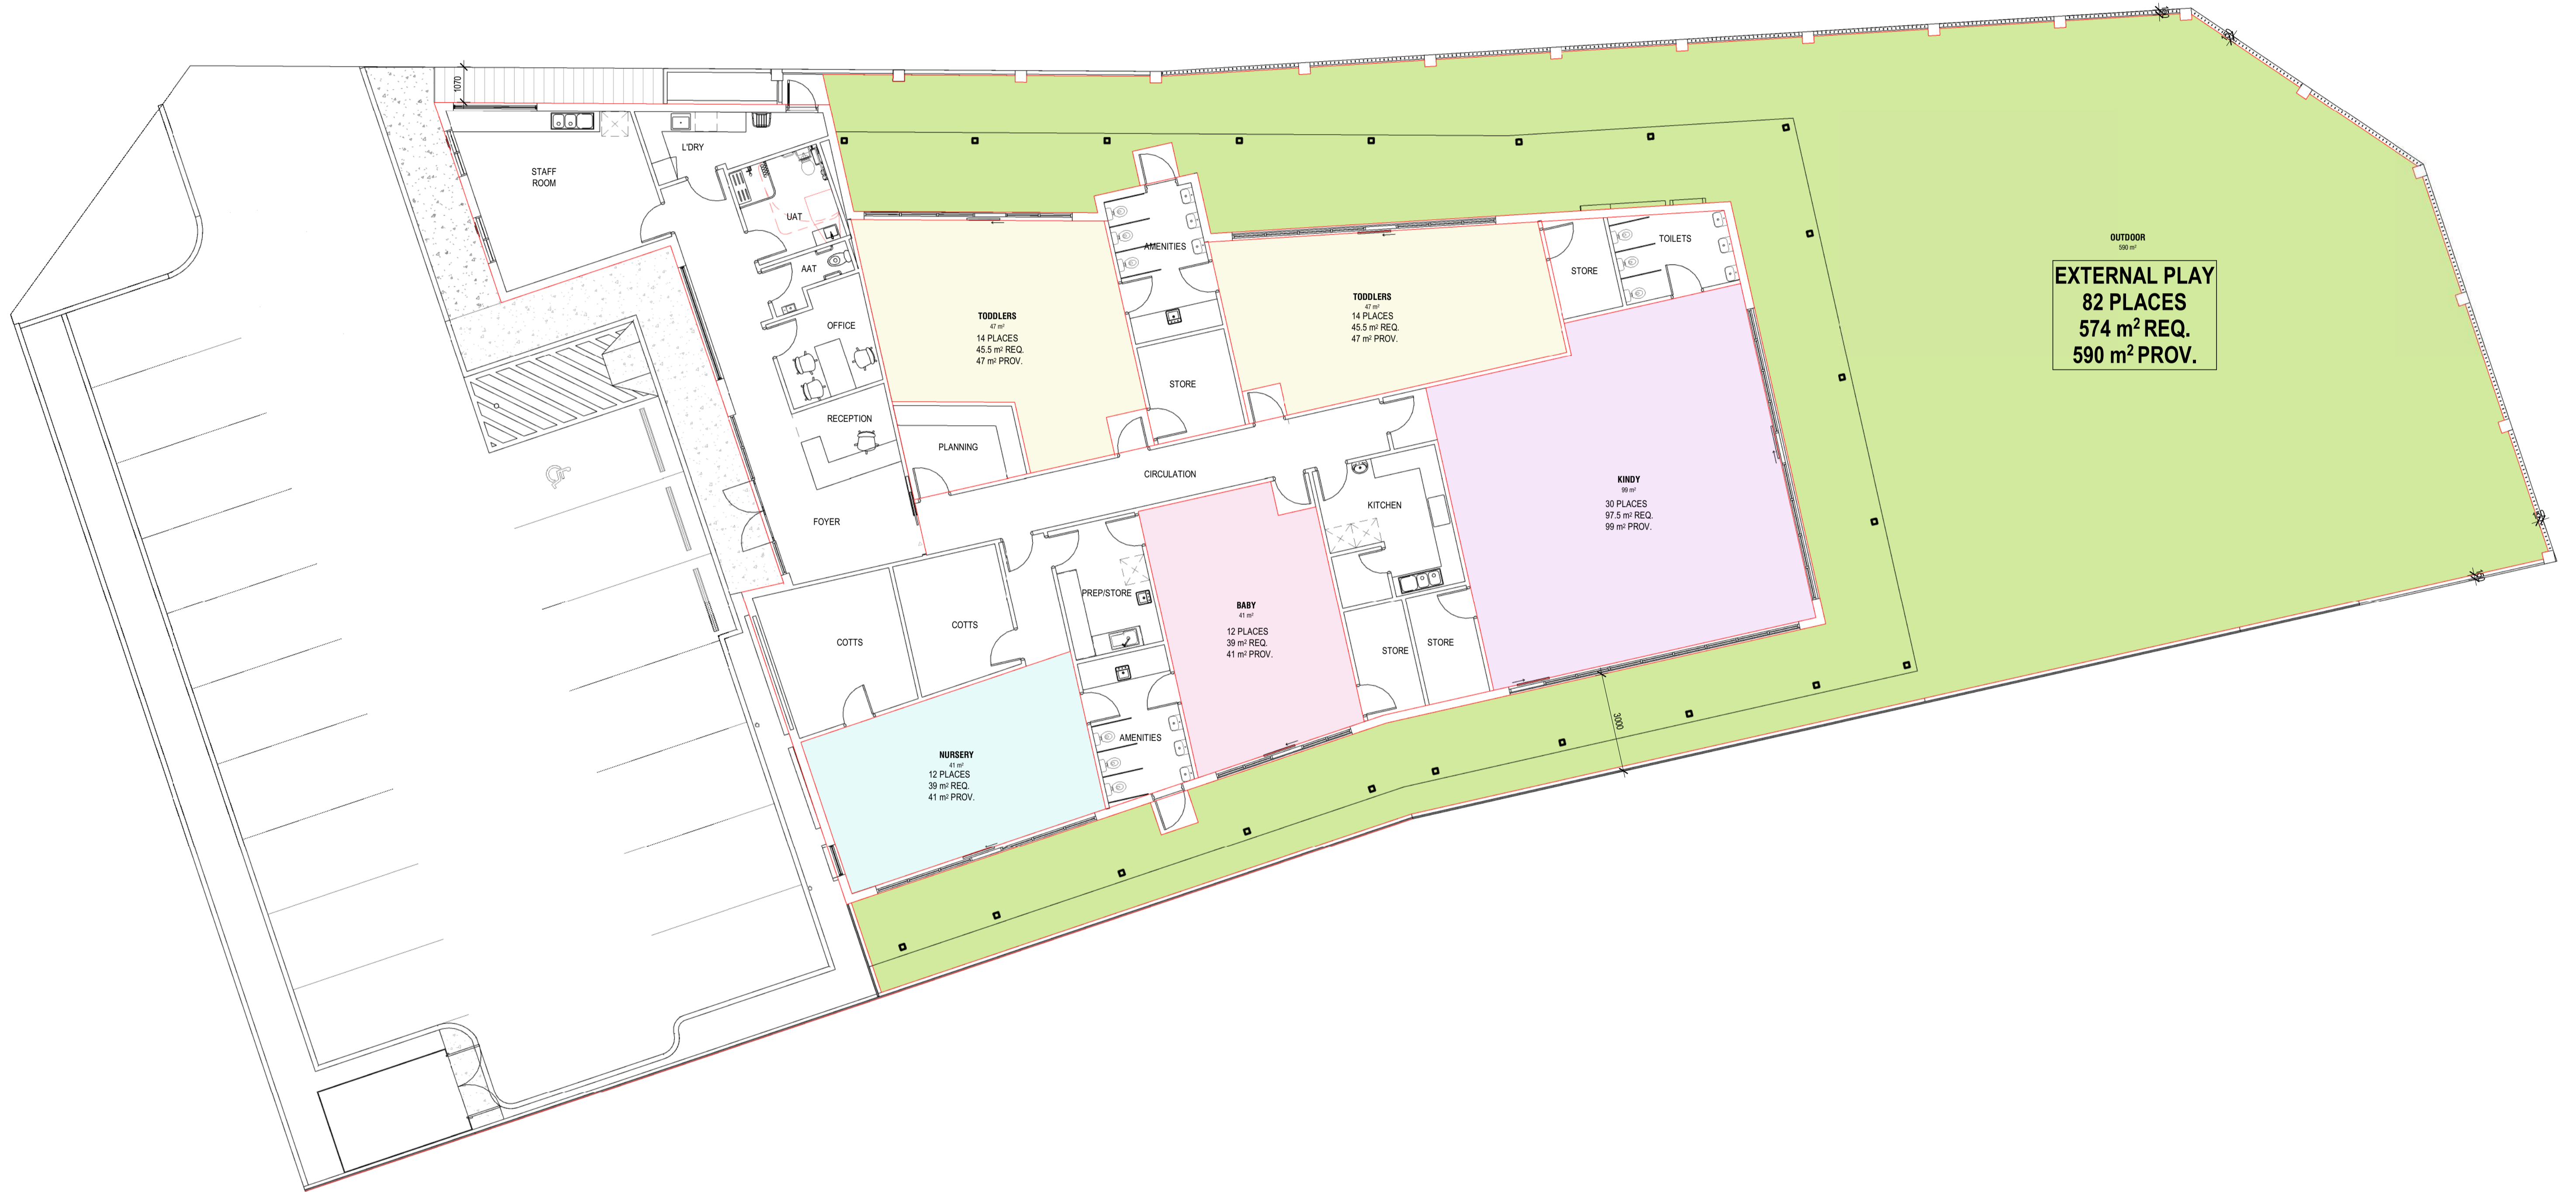 1070
STAFF
ROOM
L'DRY
UAT
AAT
OFFICE
RECEPTION
FOYER
PLANNING
TODDLERS
47 m²
14 PLACES
45.5 m² REQ.
47 m² PROV.
AMENITIES
STORE
TODDLERS
47 m²
14 PLACES
45.5 m² REQ.
47 m² PROV.
STORE
TOILETS
OUTDOOR
590 m²
EXTERNAL PLAY
82 PLACES
574 m² REQ.
590 m² PROV.
CIRCULATION
KITCHEN
KINDY
99 m²
30 PLACES
97.5 m² REQ.
99 m² PROV.
COTTS
COTTS
PREP/STORE
BABY
41 m²
12 PLACES
39 m² REQ.
41 m² PROV.
STORE
STORE
NURSERY
41 m²
12 PLACES
39 m² REQ.
41 m² PROV.
AMENITIES
3000